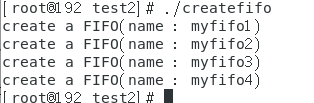 [root@192 test2]# ./createfifo
create a FIFO(name : myfifo1)
create a FIFO(name : myfifo2)
create a FIFO(name : myfifo3)
create a FIFO(name : myfifo4)
[root@192 test2]#